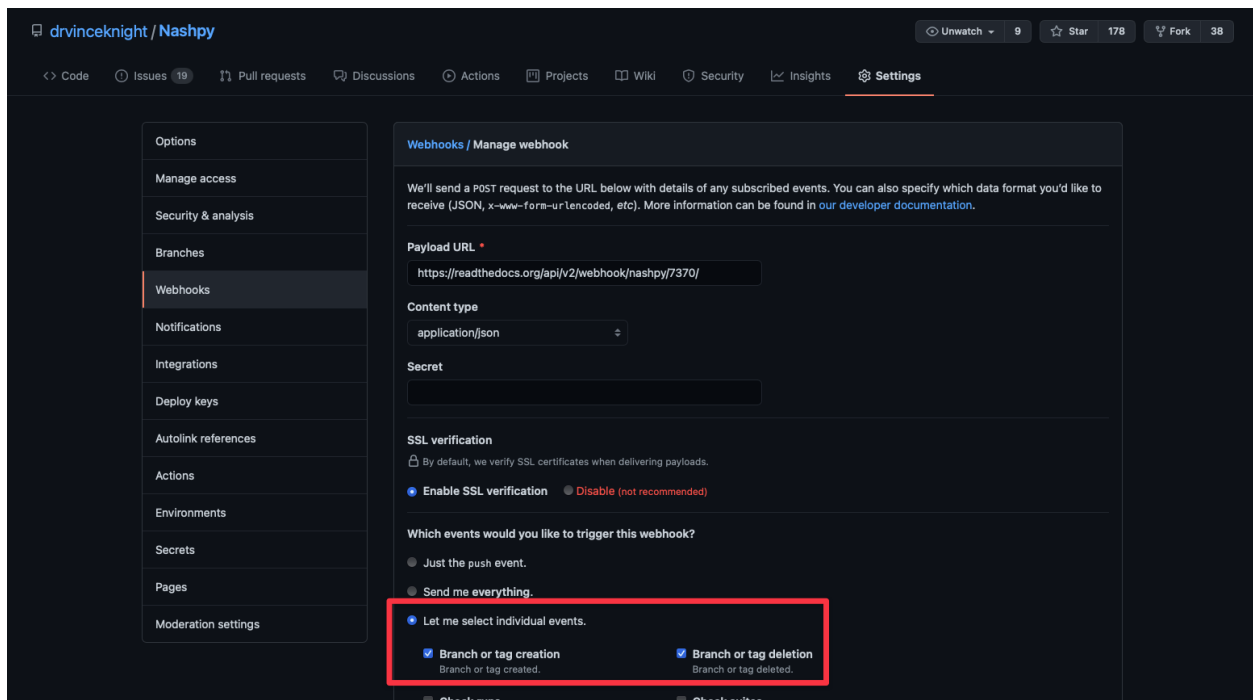 drvinceknight / Nashpy
Unwatch 9 Star 178 Fork 38
<> Code Issues 19 Pull requests Discussions Actions Projects Wiki Security Insights Settings
Options
Manage access
Security & analysis
Branches
Webhooks
Notifications
Integrations
Deploy keys
Autolink references
Actions
Environments
Secrets
Pages
Moderation settings
Webhooks / Manage webhook
We'll send a POST request to the URL below with details of any subscribed events. You can also specify which data format you'd like to
receive (JSON, x-www-form-urlencoded, etc). More information can be found in our developer documentation.
Payload URL *
https://readthedocs.org/api/v2/webhook/nashpy/7370/
Content type
application/json
Secret
SSL verification
By default, we verify SSL certificates when delivering payloads.
Enable SSL verification Disable (not recommended)
Which events would you like to trigger this webhook?
Just the push event.
Send me everything.
Let me select individual events.
Branch or tag creation Branch or tag deletion
Branch or tag created. Branch or tag deleted.